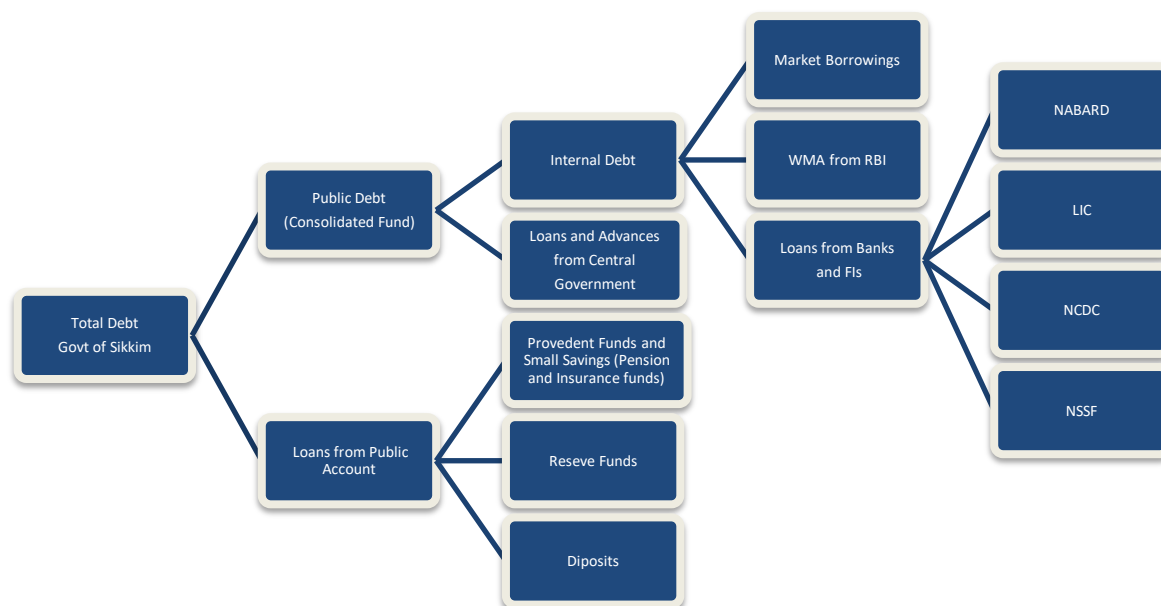 Total Debt
Govt of Sikkim
Public Debt
(Consolidated Fund)
Loans from Public
Account
Internal Debt
Loans and Advances
from Central
Government
Provedent Funds and
Small Savings (Pension
and Insurance funds)
Reseve Funds
Diposits
Market Borrowings
WMA from RBI
Loans from Banks
and FIs
NABARD
LIC
NCDC
NSSF